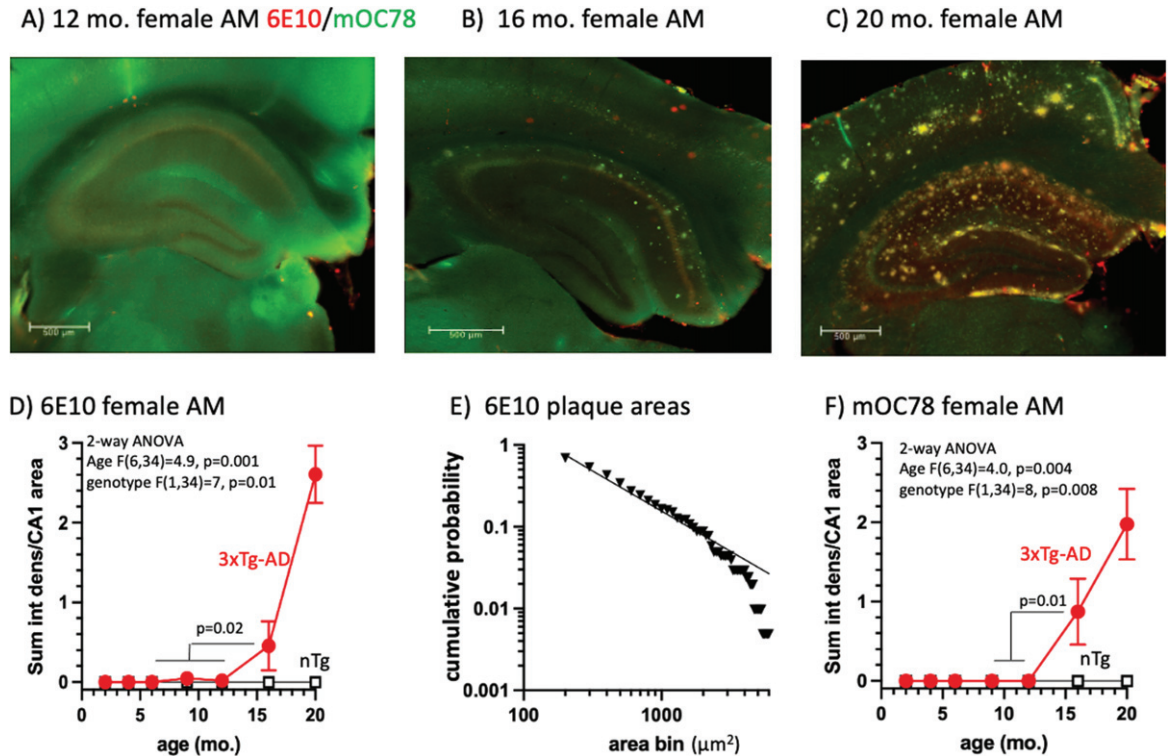 A) 12 mo. female AM 6E10/mOC78
B) 16 mo. female AM
C) 20 mo. female AM
500 µm
500 µm
500 µm
D) 6E10 female AM
2-way ANOVA
Age F(6,34)=4.9, p=0.001
genotype F(1,34)=7, p=0.01
3xTg-AD
p=0.02
nTg
Sum int dens/CA1 area
3
2
1
0
0 5 10 15 20
age (mo.)
E) 6E10 plaque areas
cumulative probability
1
0.1
0.01
0.001
100 1000
area bin (µm²)
F) mOC78 female AM
2-way ANOVA
Age F(6,34)=4.0, p=0.004
genotype F(1,34)=8, p=0.008
3xTg-AD
p=0.01
nTg
Sum int dens/CA1 area
3
2
1
0
0 5 10 15 20
age (mo.)